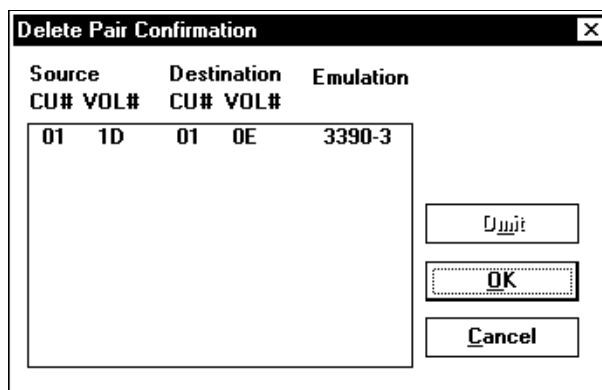 Delete Pair Confirmation
Source Destination Emulation
CU# VOL# CU# VOL#
01 1D 01 0E 3390-3
Omit
OK
Cancel